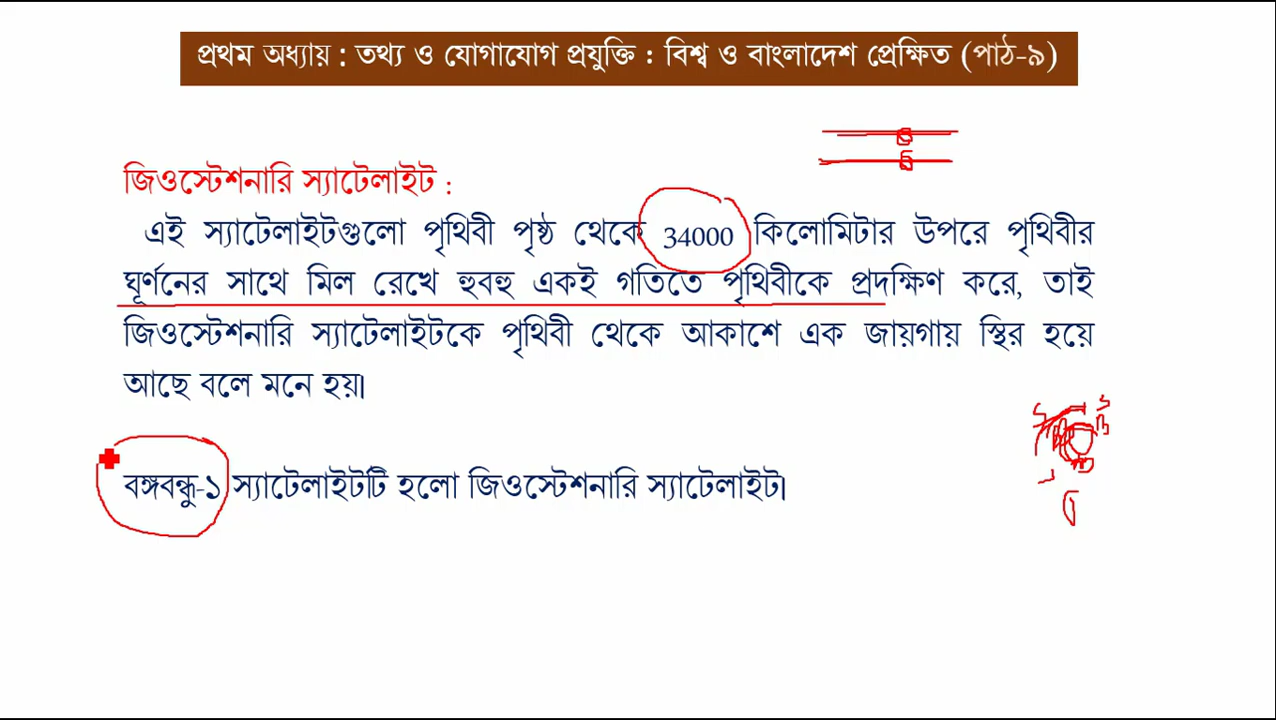 প্রথম অধ্যায় : তথ্য ও যোগাযোগ প্রযুক্তি : বিশ্ব ও বাংলাদেশ প্রেক্ষিত (পাঠ-৯)
জিওস্টেশনারি স্যাটেলাইট :
এই স্যাটেলাইটগুলো পৃথিবী পৃষ্ঠ থেকে 34000 কিলোমিটার উপরে পৃথিবীর
ঘূর্ণনের সাথে মিল রেখে হুবহু একই গতিতে পৃথিবীকে প্রদক্ষিণ করে, তাই
জিওস্টেশনারি স্যাটেলাইটকে পৃথিবী থেকে আকাশে এক জায়গায় স্থির হয়ে
আছে বলে মনে হয়।
বঙ্গবন্ধু-১ স্যাটেলাইটটি হলো জিওস্টেশনারি স্যাটেলাইট।